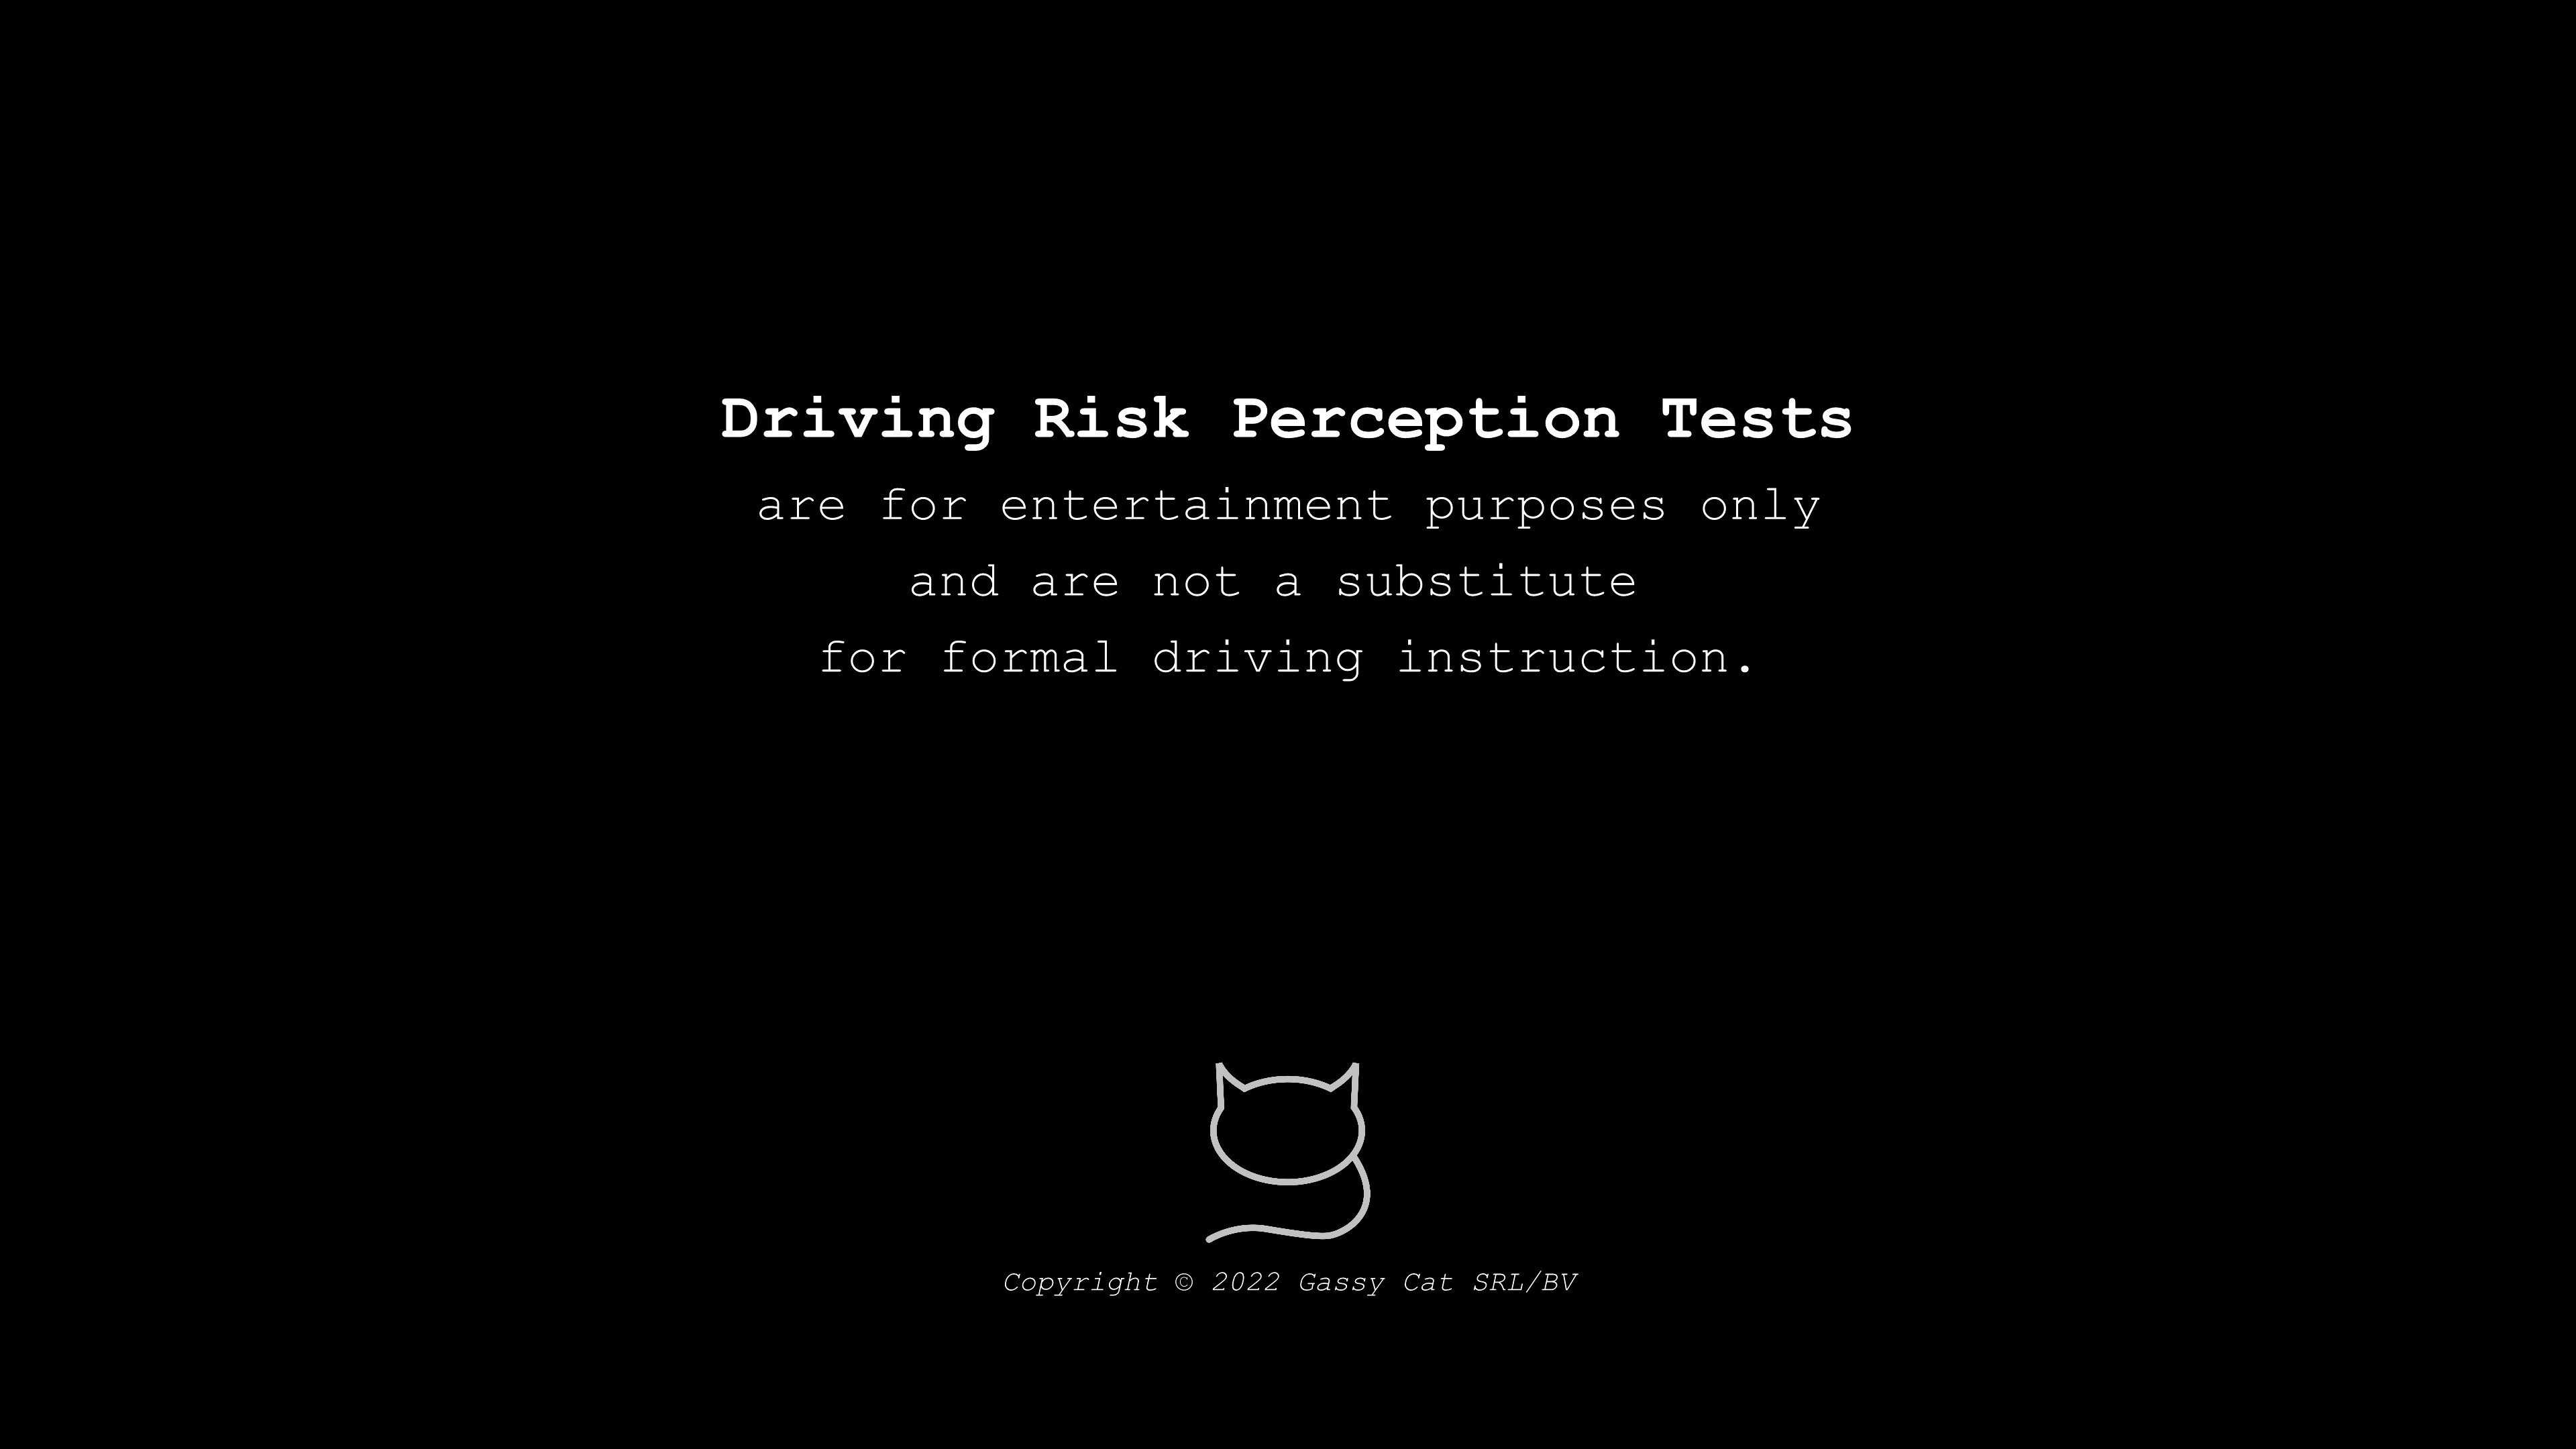 Driving Risk Perception Tests
are for entertainment purposes only
and are not a substitute
for formal driving instruction.
Copyright © 2022 Gassy Cat SRL/BV